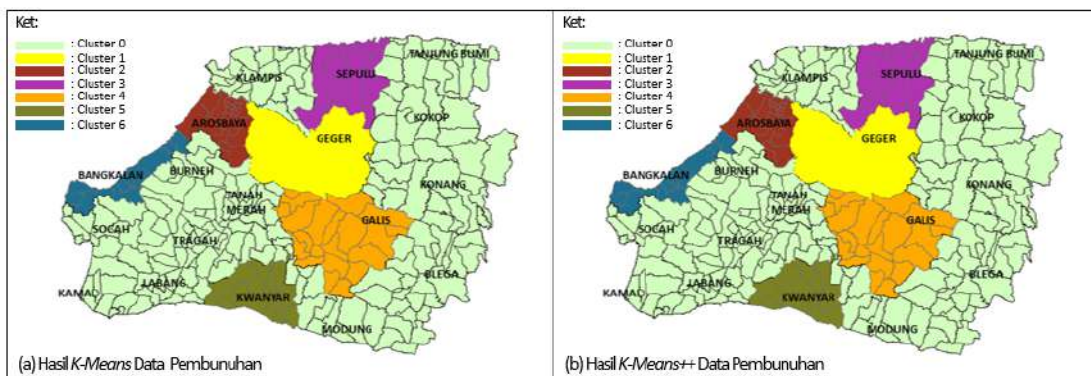 Ket:
: Cluster 0
: Cluster 1
: Cluster 2
: Cluster 3
: Cluster 4
: Cluster 5
: Cluster 6
TANJUNG BUMI
KLAMPIS
SEPULU
KOKOP
AROSBAYA
GEGER
BANGKALAN
BURNEH
KONANG
TANAH
MERAH
SOCAH
GALIS
TRAGAH
BLEGA
LABANG
KAMAL
KWANYAR
MODUNG
(a) Hasil K-Means Data Pembunuhan
Ket:
: Cluster 0
: Cluster 1
: Cluster 2
: Cluster 3
: Cluster 4
: Cluster 5
: Cluster 6
TANJUNG BUMI
KLAMPIS
SEPULU
KOKOP
AROSBAYA
GEGER
BANGKALAN
BURNEH
KONANG
TANAH
MERAH
SOCAH
GALIS
TRAGAH
BLEGA
LABANG
KAMAL
KWANYAR
MODUNG
(b) Hasil K-Means++ Data Pembunuhan